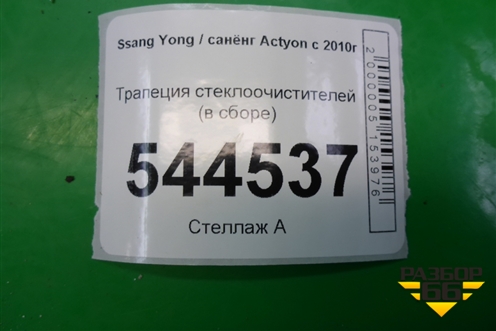 Ssang Yong / санёнг Actyon с 2010г
Трапеция стеклоочистителей
(в сборе)
544537
Стеллаж А
2000005153976
РАЗБОР
66